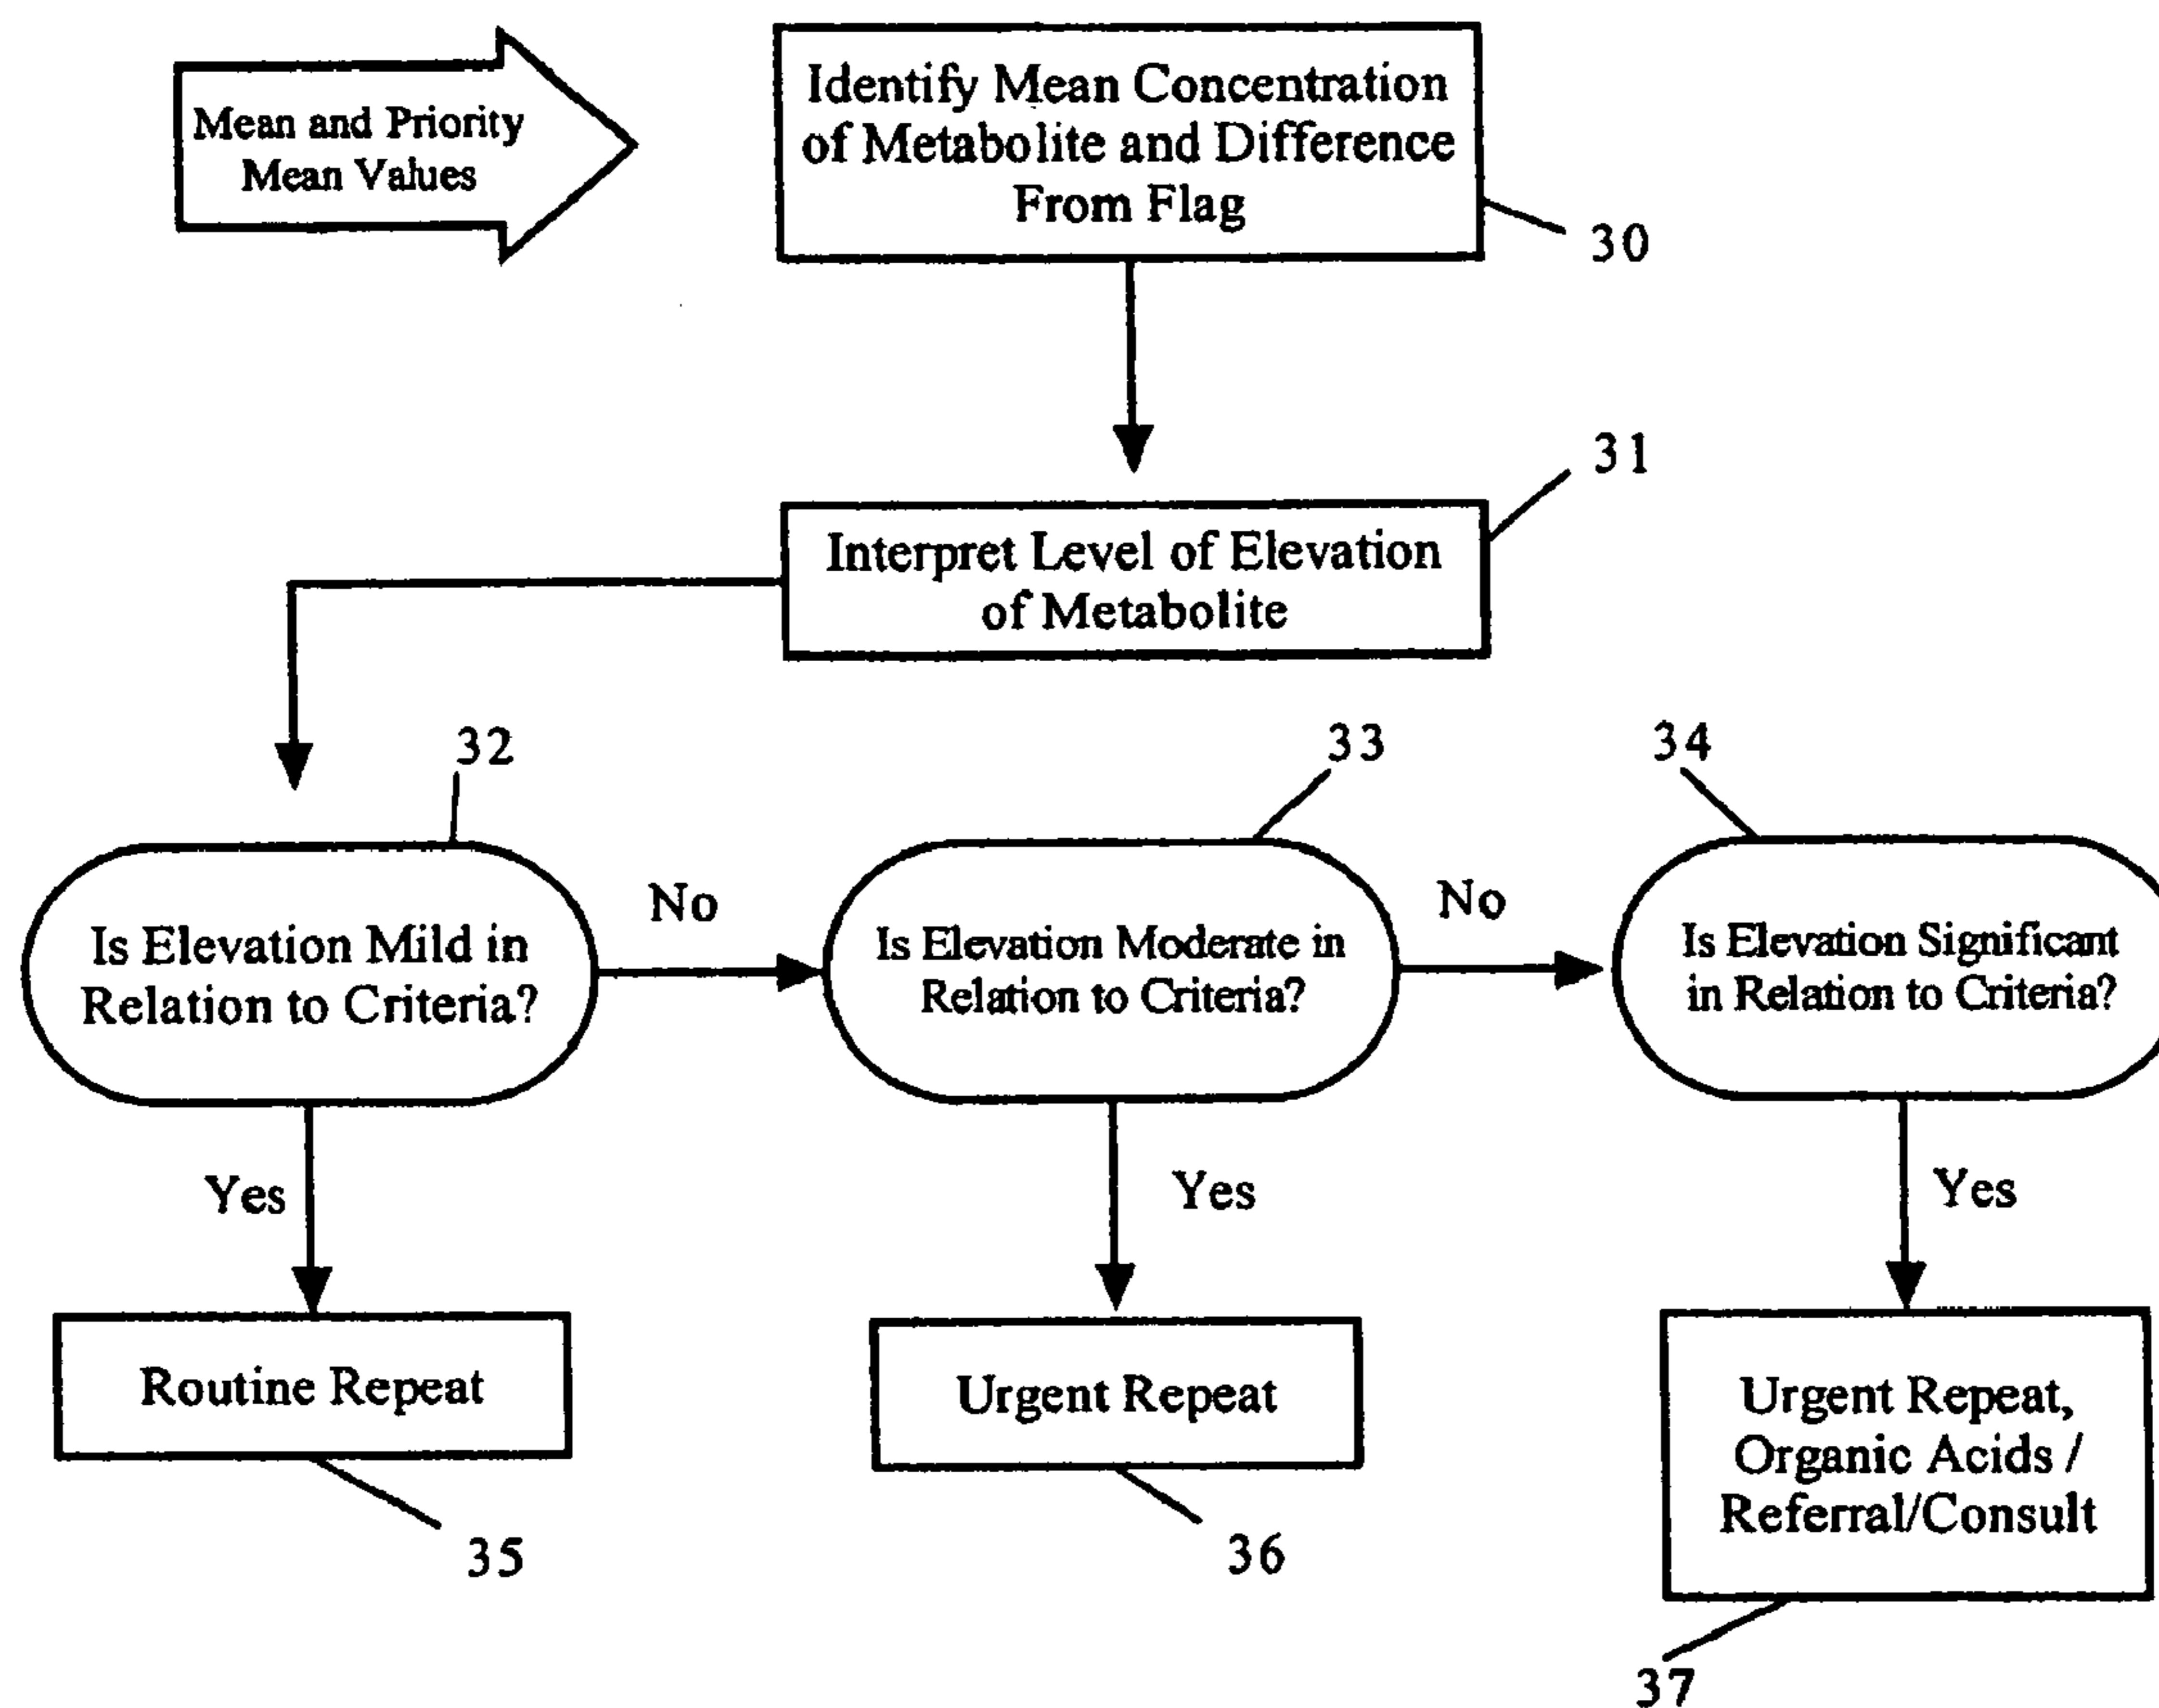 Mean and Priority
Mean Values
Identify Mean Concentration
of Metabolite and Difference
From Flag
30
31
Interpret Level of Elevation
of Metabolite
32
33
34
Is Elevation Mild in
Relation to Criteria?
No
Is Elevation Moderate in
Relation to Criteria?
No
Is Elevation Significant
in Relation to Criteria?
Yes
Yes
Yes
Routine Repeat
Urgent Repeat
Urgent Repeat,
Organic Acids /
Referral/Consult
35
36
37